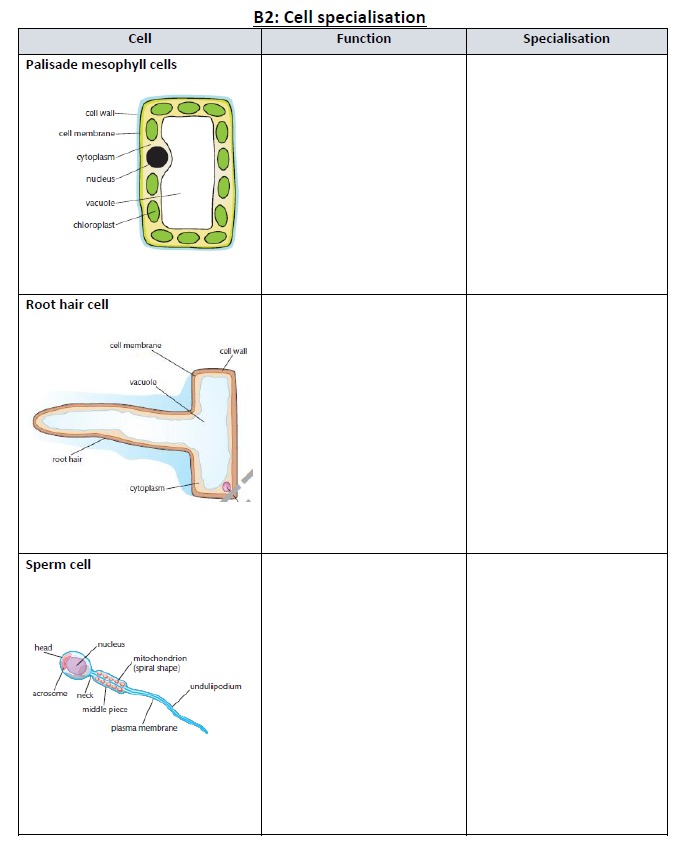 B2: Cell specialisation
Cell Function Specialisation
Palisade mesophyll cells
cell wall
cell membrane
cytoplasm
nucleus
vacuole
chloroplast
Root hair cell
cell membrane
cell wall
vacuole
root hair
cytoplasm
Sperm cell
head
nucleus
mitochondrion
(spiral shape)
acrosome
neck
undulipodium
middle piece
plasma membrane